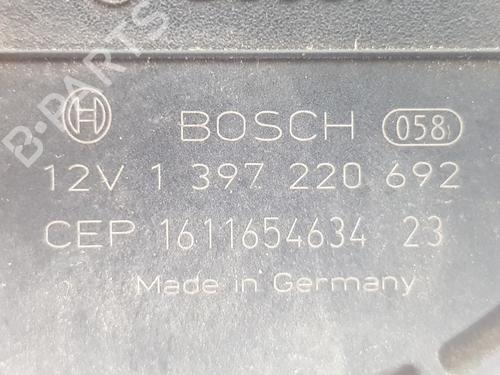 BOSCH 058
12V 1 397 220 692
CEP 1611654634 23
Made in Germany
B-PARTS